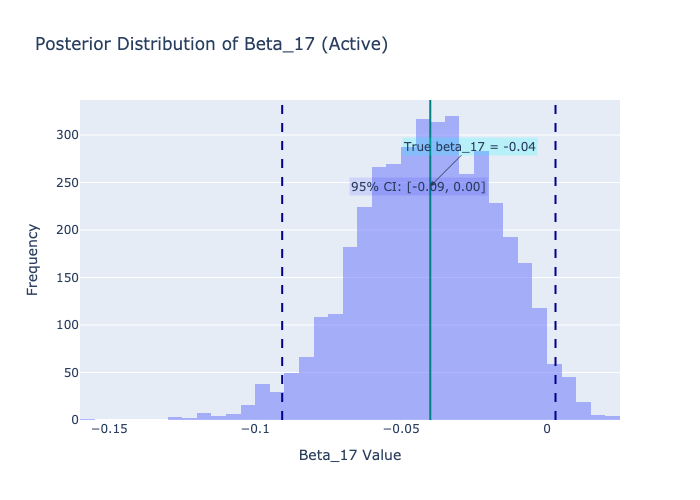 Posterior Distribution of Beta_17 (Active)
300
True beta_17 = -0.04
250
95% CI: [-0.09, 0.00]
200
150
100
50
0
Frequency
−0.15
−0.1
−0.05
0
Beta_17 Value